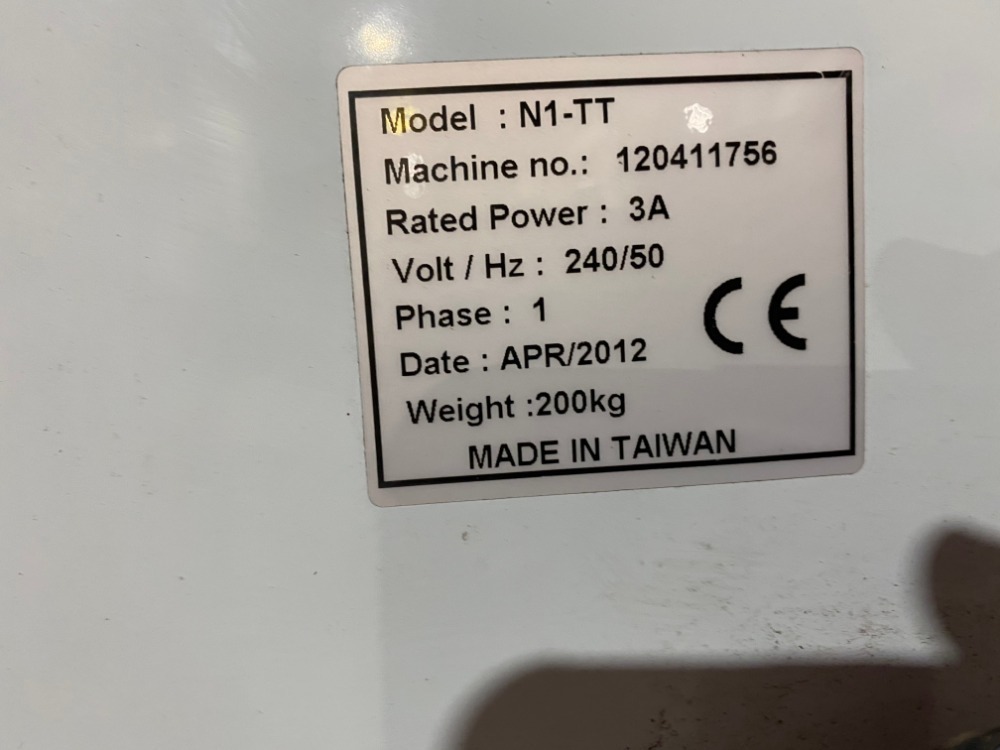 Model : N1-TT
Machine no.: 120411756
Rated Power : 3A
Volt / Hz : 240/50
Phase : 1
Date : APR/2012
Weight :200kg
CE
MADE IN TAIWAN